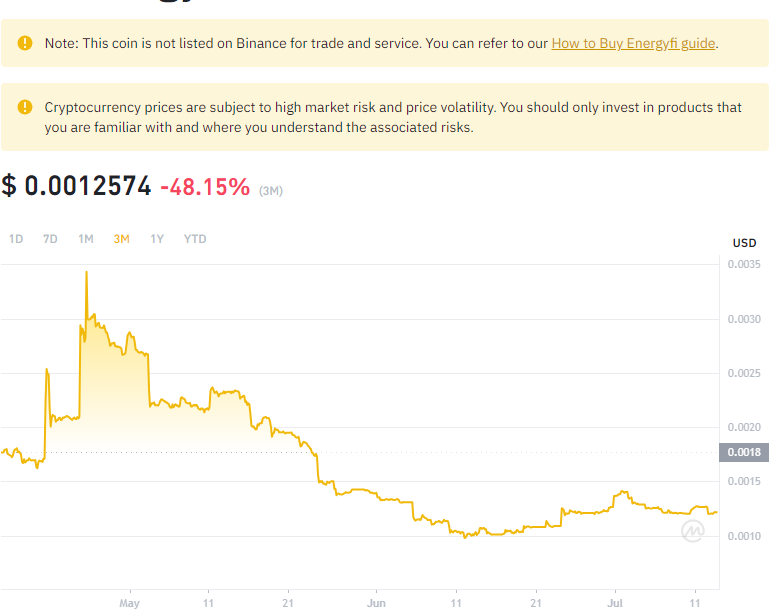 Note: This coin is not listed on Binance for trade and service. You can refer to our How to Buy Energyfi guide.
Cryptocurrency prices are subject to high market risk and price volatility. You should only invest in products that
you are familiar with and where you understand the associated risks.
$ 0.0012574 -48.15% (3M)
1D 7D 1M 3M 1Y YTD
USD
0.0035
0.0030
0.0025
0.0020
0.0018
0.0015
0.0010
May 11 21 Jun 11 21 Jul 11